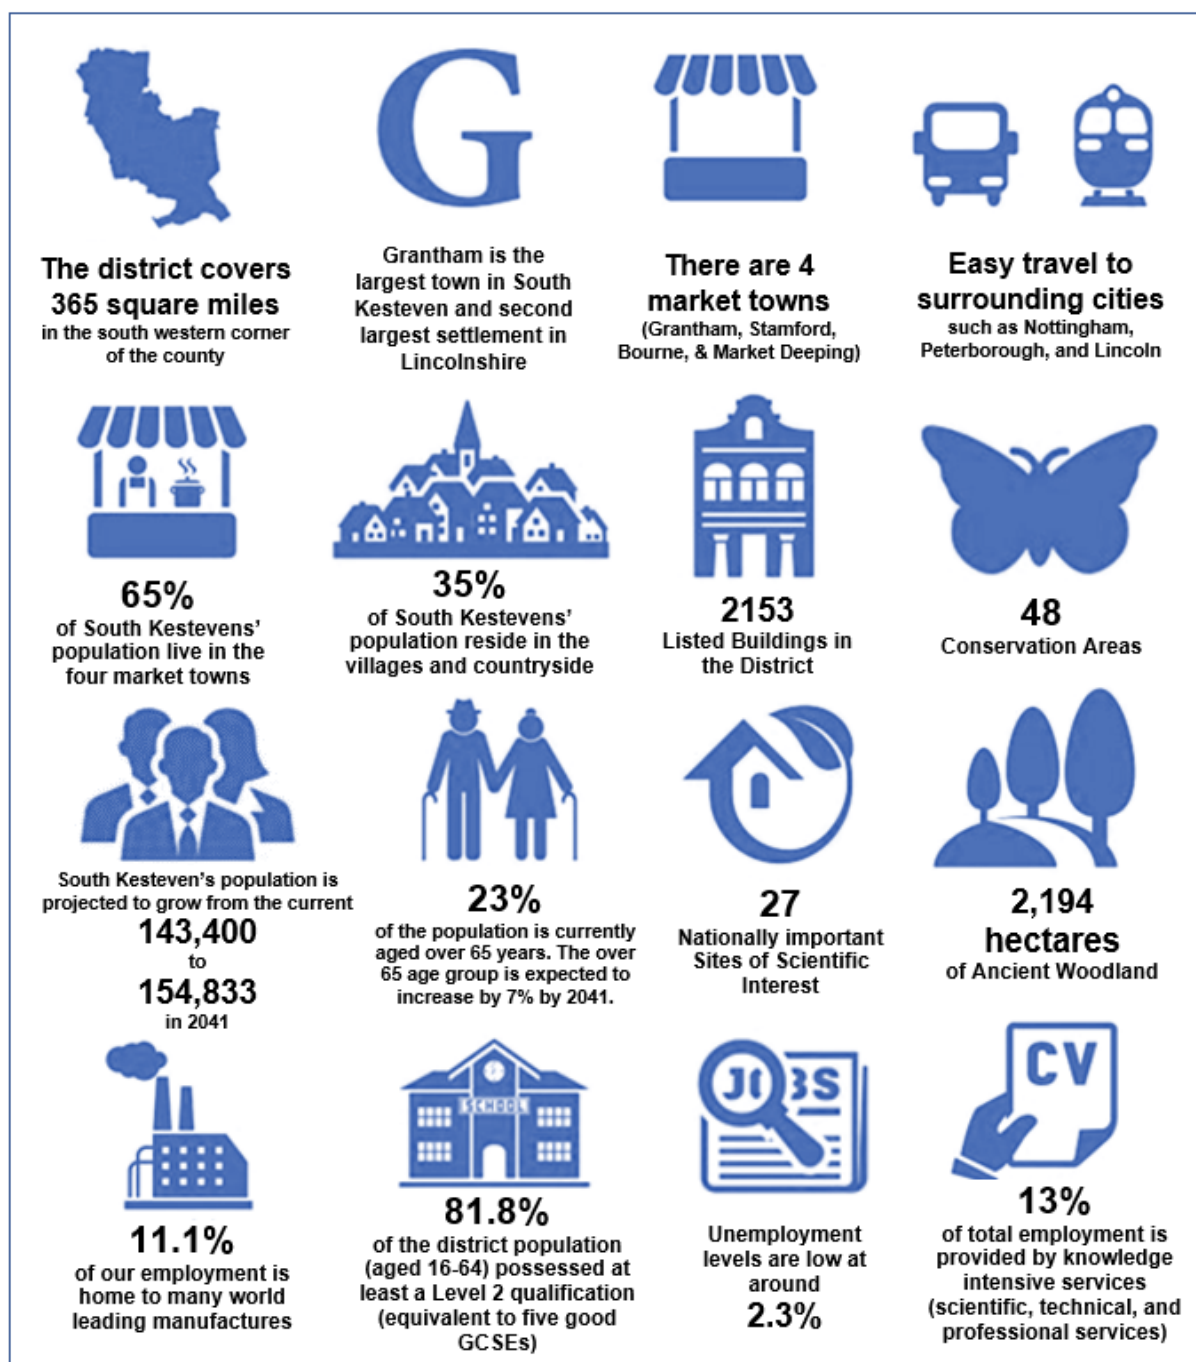 G
The district covers
365 square miles
in the south western corner
of the county
Grantham is the
largest town in South
Kesteven and second
largest settlement in
Lincolnshire
There are 4
market towns
(Grantham, Stamford,
Bourne, & Market Deeping)
Easy travel to
surrounding cities
such as Nottingham,
Peterborough, and Lincoln
65%
of South Kestevens’
population live in the
four market towns
35%
of South Kestevens’
population reside in the
villages and countryside
2153
Listed Buildings in
the District
48
Conservation Areas
South Kesteven’s population is
projected to grow from the current
143,400
to
154,833
in 2041
23%
of the population is currently
aged over 65 years. The over
65 age group is expected to
increase by 7% by 2041.
27
Nationally important
Sites of Scientific
Interest
2,194
hectares
of Ancient Woodland
11.1%
of our employment is
home to many world
leading manufactures
SCHOOL
81.8%
of the district population
(aged 16-64) possessed at
least a Level 2 qualification
(equivalent to five good
GCSEs)
JOBS
Unemployment
levels are low at
around
2.3%
CV
13%
of total employment is
provided by knowledge
intensive services
(scientific, technical, and
professional services)